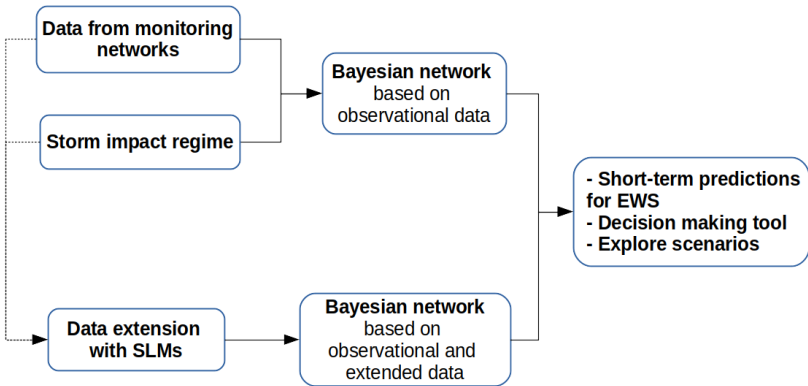 Data from monitoring
networks
Storm impact regime
Bayesian network
based on
observational data
Data extension
with SLMs
Bayesian network
based on
observational and
extended data
- Short-term predictions
for EWS
- Decision making tool
- Explore scenarios